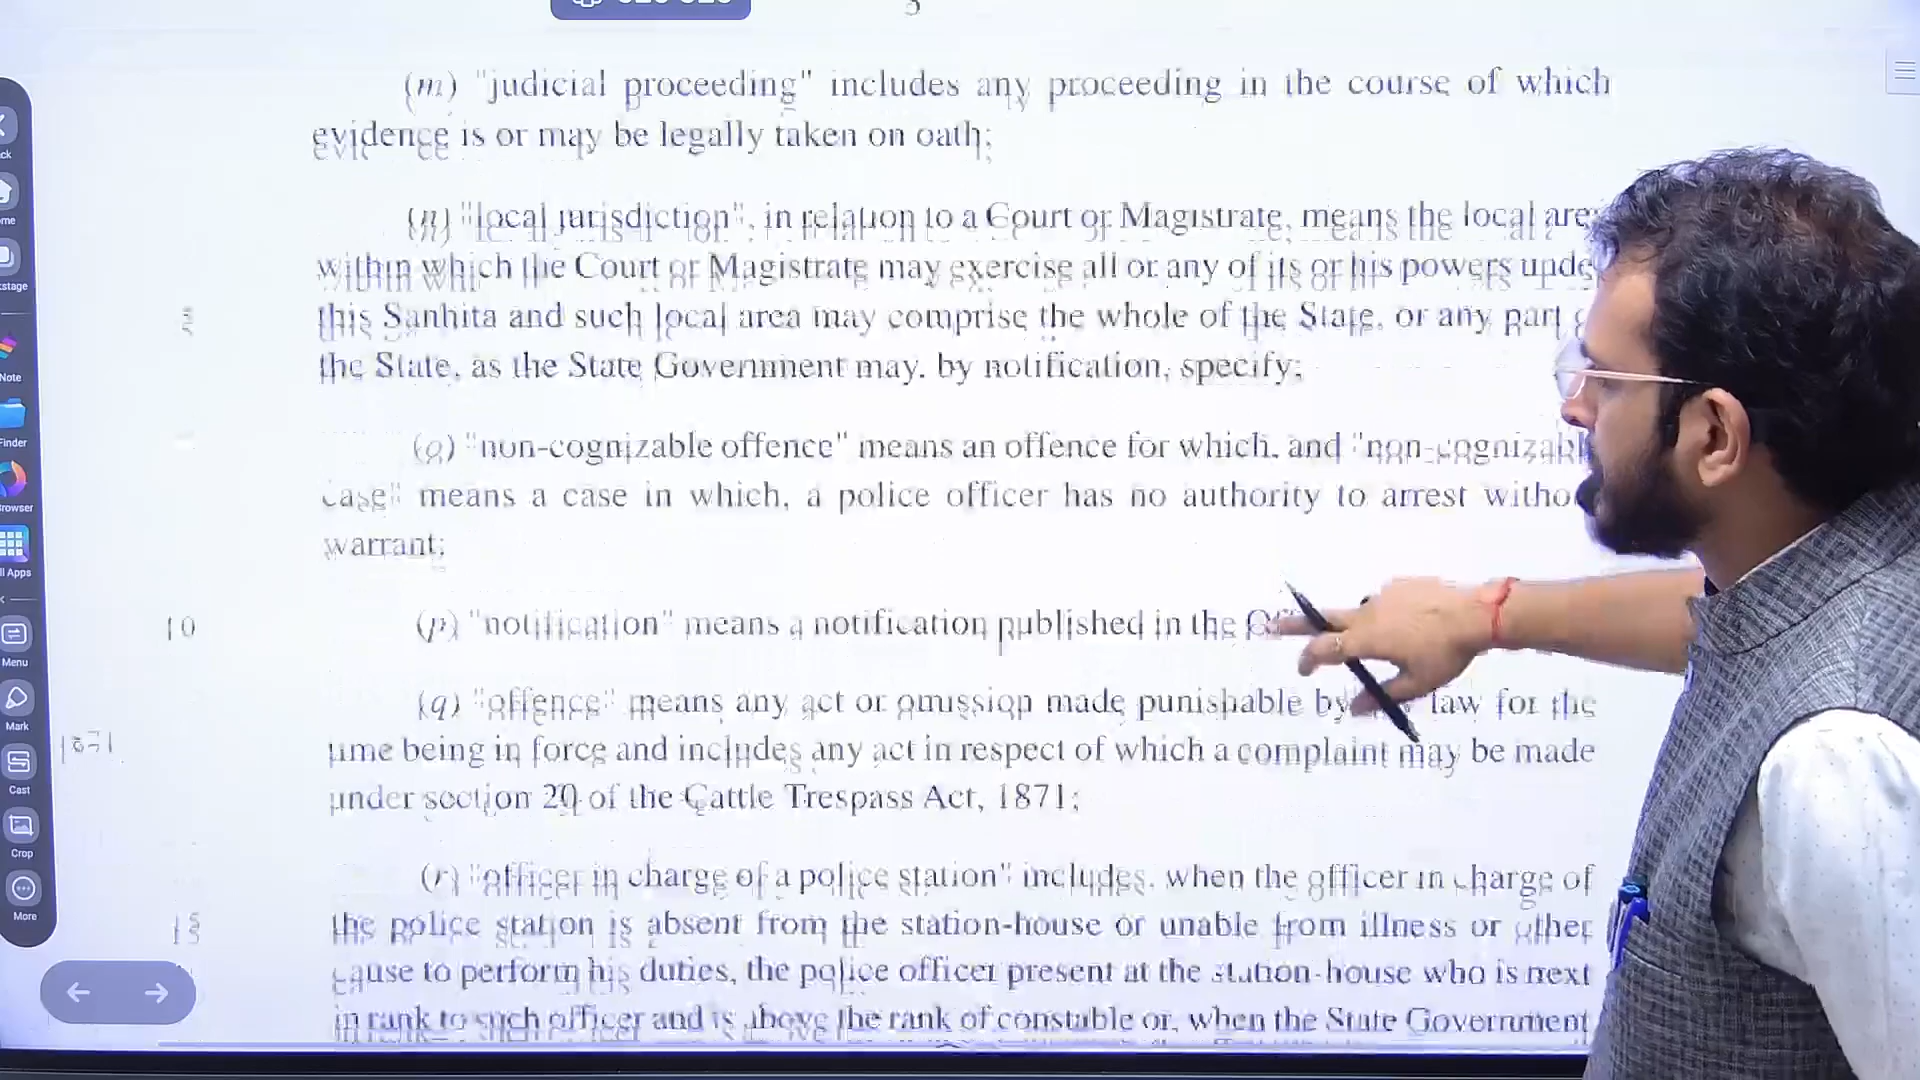 3
(m) "judicial proceeding" includes any proceeding in the course of which
evidence is or may be legally taken on oath;
(n) "local jurisdiction", in relation to a Court or Magistrate, means the local
within which the Court or Magistrate may exercise all or any of its or his powers
5
this Sanhita and such local area may comprise the whole of the State, or any part
the State, as the State Government may, by notification, specify;
(o) "non-cognizable offence" means an offence for which, and "non-cognizabl
case" means a case in which, a police officer has no authority to arrest witho
warrant;
10
(p) "notification" means a notification published in the
(q) "offence" means any act or omission made punishable by law for the
time being in force and includes any act in respect of which a complaint may be made
1871
under section 20 of the Cattle Trespass Act, 1871;
(r) "officer in charge of a police station" includes, when the officer in charge of
15
the police station is absent from the station-house or unable from illness or other
cause to perform his duties, the police officer present at the station-house who is next
in rank to such officer and is above the rank of constable or, when the State Government
Note
Finder
Menu
Mark
Cast
Crop
More